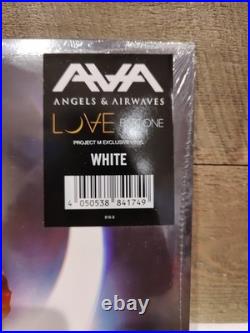 AVA
ANGELS & AIRWAVES
LOVE PART ONE
PROJECT M EXCLUSIVE VINYL
WHITE
4 050538 841749